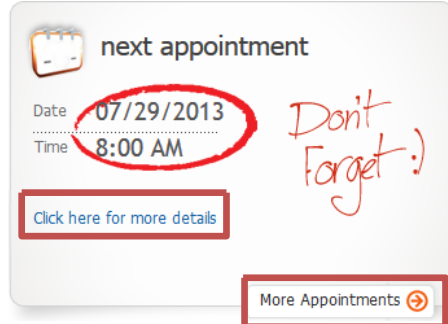 next appointment
Date 07/29/2013
Time 8:00 AM
Don't
Forget :)
Click here for more details
More Appointments